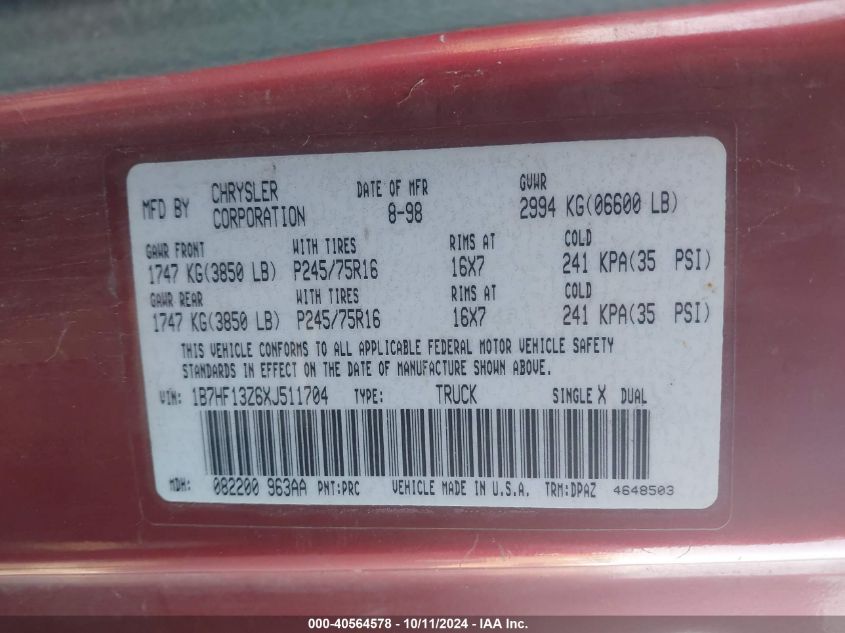 MFD BY CHRYSLER CORPORATION DATE OF MFR 8-98 GVWR 2994 KG(06600 LB)
GAWR FRONT WITH TIRES RIMS AT COLD
1747 KG(3850 LB) P245/75R16 16X7 241 KPA(35 PSI)
GAWR REAR WITH TIRES RIMS AT COLD
1747 KG(3850 LB) P245/75R16 16X7 241 KPA(35 PSI)
THIS VEHICLE CONFORMS TO ALL APPLICABLE FEDERAL MOTOR VEHICLE SAFETY
STANDARDS IN EFFECT ON THE DATE OF MANUFACTURE SHOWN ABOVE.
VIN: 1B7HF13Z6XJ511704 TYPE: TRUCK SINGLE X DUAL
MDH: 082200 963AA PNT:PRC VEHICLE MADE IN U.S.A. TRM:DPAZ 4648503
000-40564578 - 10/11/2024 - IAA Inc.